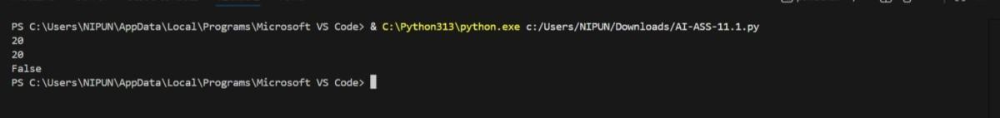 PS C:\Users\NIPUN\AppData\Local\Programs\Microsoft VS Code> & C:\Python313\python.exe c:/Users/NIPUN/Downloads/AI-ASS-11.1.py
20
20
False
PS C:\Users\NIPUN\AppData\Local\Programs\Microsoft VS Code>